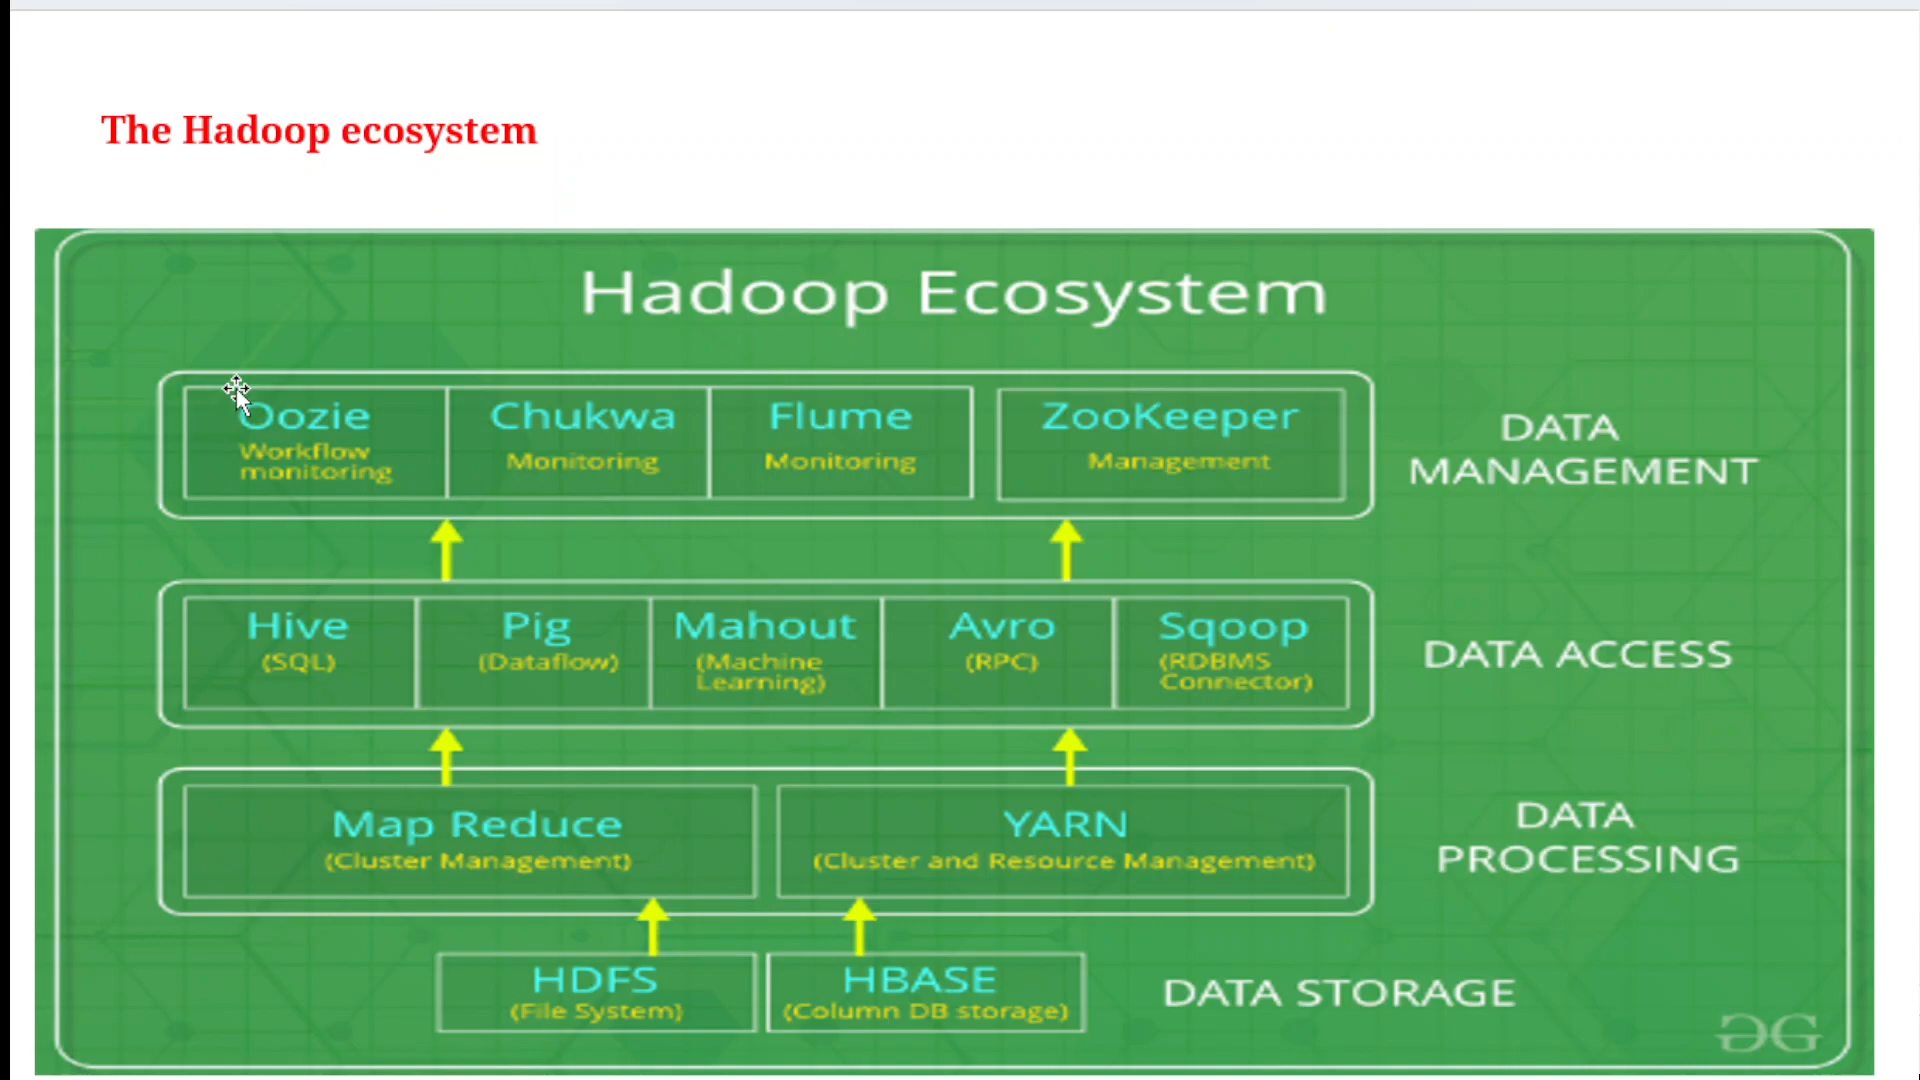 The Hadoop ecosystem
Hadoop Ecosystem
Oozie
Workflow
monitoring
Chukwa
Monitoring
Flume
Monitoring
ZooKeeper
Management
DATA
MANAGEMENT
Hive
(SQL)
Pig
(Dataflow)
Mahout
(Machine
Learning)
Avro
(RPC)
Sqoop
(RDBMS
Connector)
DATA ACCESS
Map Reduce
(Cluster Management)
YARN
(Cluster and Resource Management)
DATA
PROCESSING
HDFS
(File System)
HBASE
(Column DB storage)
DATA STORAGE